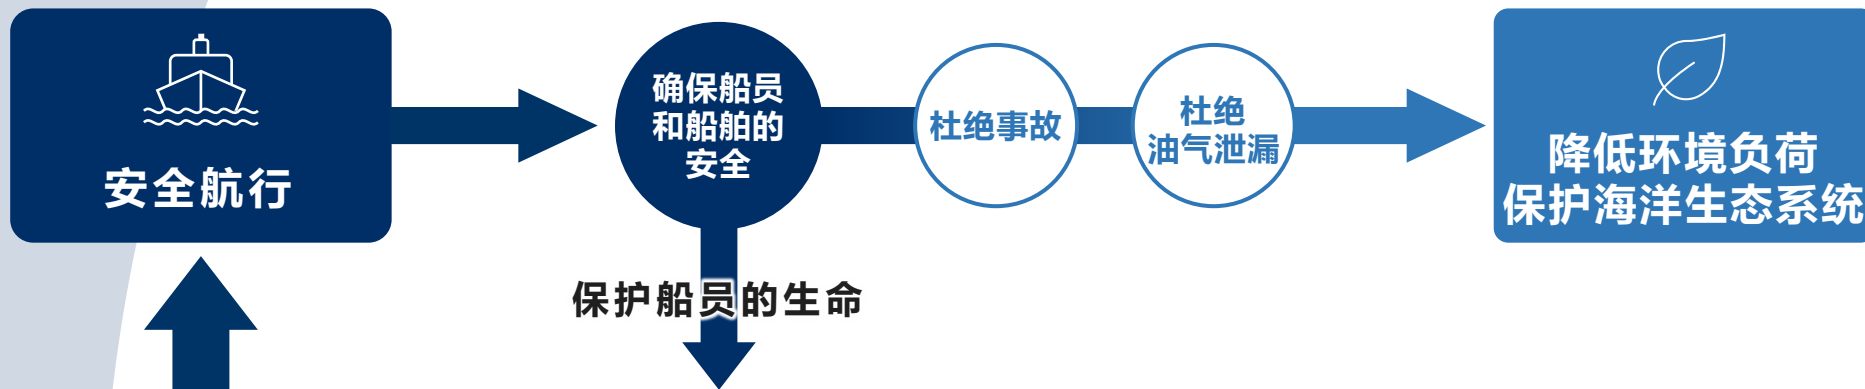 安全航行
确保船员
和船舶的
安全
杜绝事故
杜绝
油气泄漏
降低环境负荷
保护海洋生态系统
保护船员的生命